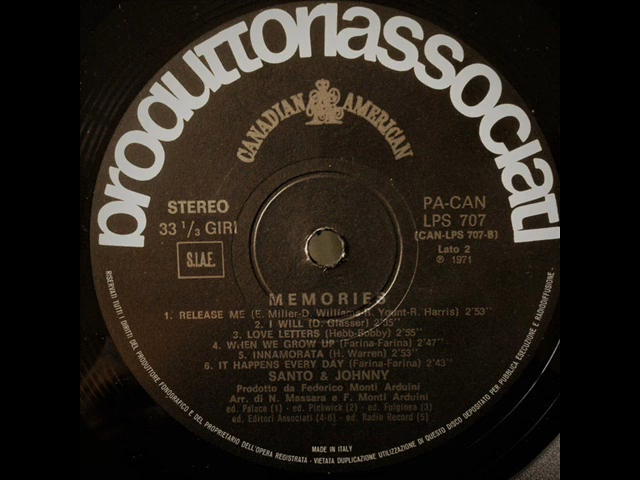 produttoriassociati
CANADIAN AMERICAN
STEREO
33 1/3 GIRI
S.I.A.E.
PA-CAN
LPS 707
(CAN-LPS 707-B)
Lato 2
℗ 1971
MEMORIES
1. RELEASE ME (E. Miller-D. Williams-R. Yount-R. Harris) 2'53''
2. I WILL (D. Glasser) 2'55''
3. LOVE LETTERS (Hebb-Bobby) 2'55''
4. WHEN WE GROW UP (Farina-Farina) 2'47''
5. INNAMORATA (H. Warren) 2'53''
6. IT HAPPENS EVERY DAY (Farina-Farina) 2'43''
SANTO & JOHNNY
Prodotto da Federico Monti Arduini
Arr. di N. Massara e F. Monti Arduini
ed. Palace (1) - ed. Pickwick (2) - ed. Fulginea (3)
ed. Editori Associati (4-6) - ed. Radio Record (5)
MADE IN ITALY
RISERVATI TUTTI I DIRITTI DEL PRODUTTORE FONOGRAFICO E DEL PROPRIETARIO DELL'OPERA REGISTRATA - VIETATA DUPLICAZIONE UTILIZZAZIONE DI QUESTO DISCO DEPOSITATO PER PUBBLICA ESECUZIONE E RADIODIFFUSIONE -